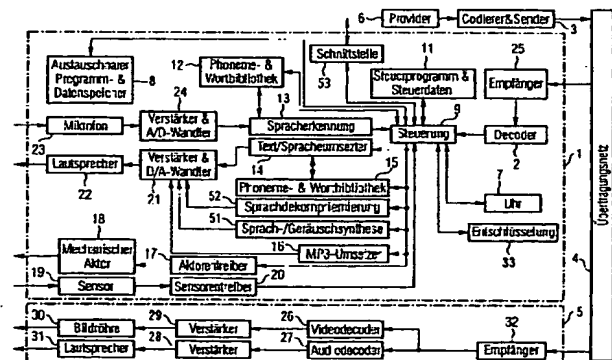 6
Provider
Codierer&Sender
3
Austauschbarer
Programm- &
Datenspeicher
8
12
Phoneme- &
Wortbibliothek
Schnittstelle
53
11
Steuerprogramm &
Steuerdaten
25
Empfänger
24
Mikrofon
23
Verstärker &
A/D-Wandler
13
Spracherkennung
9
Steuerung
Decoder
2
1
Text/Spracheumsetzer
14
Lautsprecher
22
Verstärker &
D/A-Wandler
21
15
Phoneme- & Wortbibliothek
52
Sprachdekomprimierung
51
Sprach-/Geräuschsynthese
7
Uhr
Entschlüsselung
33
18
Mechanischer
Aktor
16
MP3-Umsetzer
17
Aktorentreiber
19
Sensor
20
Sensorentreiber
4
Übertragungsnetz
5
30
Bildröhre
29
Verstärker
26
Videodecoder
31
Lautsprecher
28
Verstärker
27
Audiodecoder
32
Empfänger